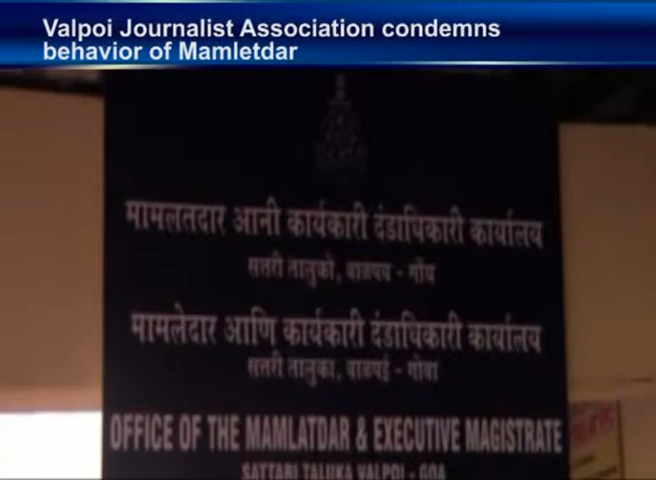 Valpoi Journalist Association condemns
behavior of Mamletdar
मामलतदार आनी कार्यकारी दंडाधिकारी कार्यालय
सत्तरी तालुको, वाळपय - गोंय
मामलेदार आणि कार्यकारी दंडाधिकारी कार्यालय
सत्तरी तालुका, वाळपई - गोवा
OFFICE OF THE MAMLATDAR & EXECUTIVE MAGISTRATE
SATTARI TALUKA VALPOI - GOA